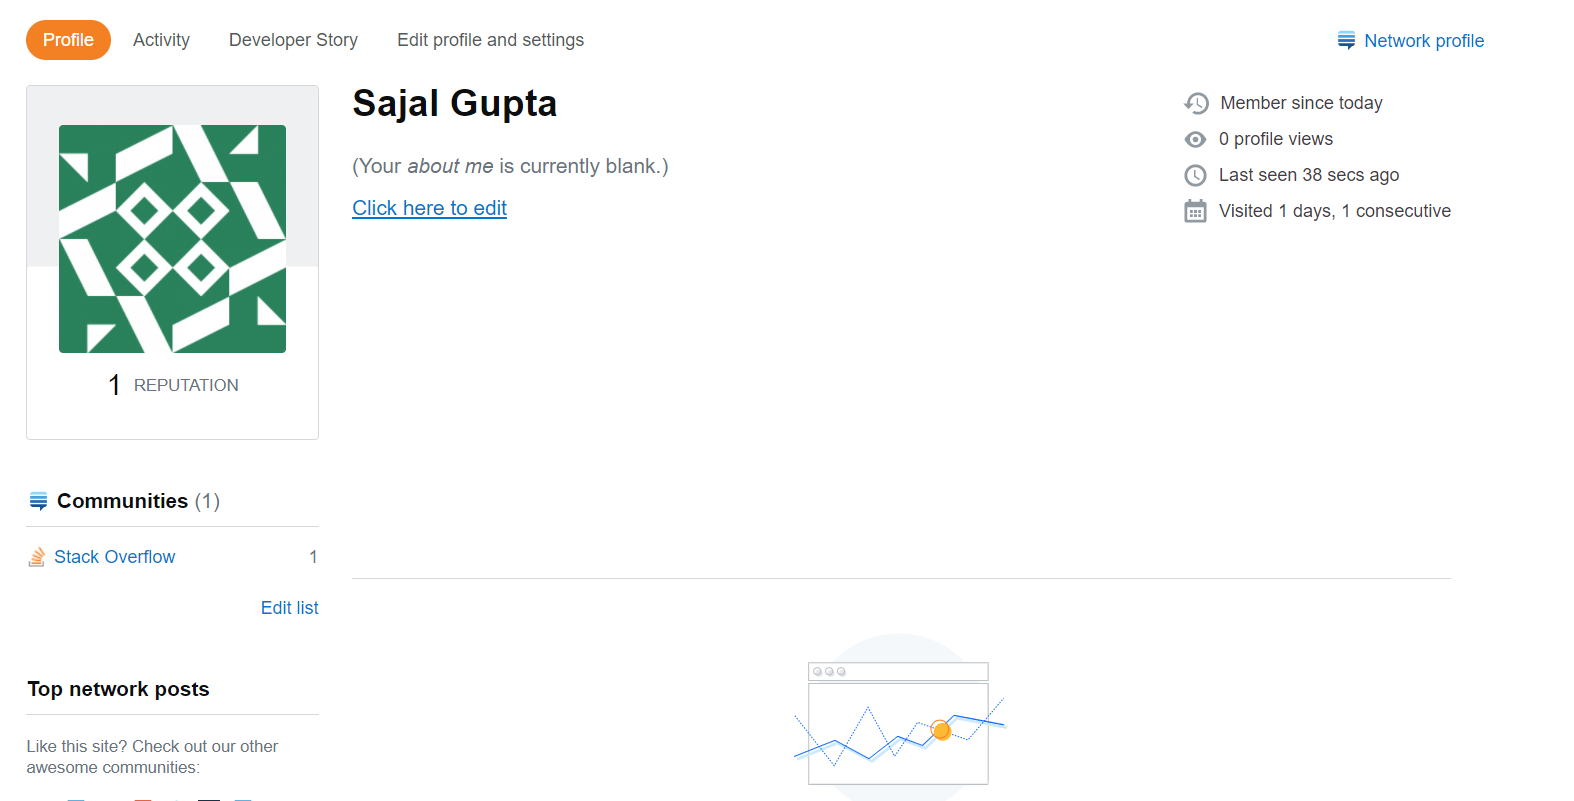 Profile
Activity
Developer Story
Edit profile and settings
Network profile
Sajal Gupta
(Your about me is currently blank.)
Click here to edit
Member since today
0 profile views
Last seen 38 secs ago
Visited 1 days, 1 consecutive
1 REPUTATION
Communities (1)
Stack Overflow 1
Edit list
Top network posts
Like this site? Check out our other
awesome communities: